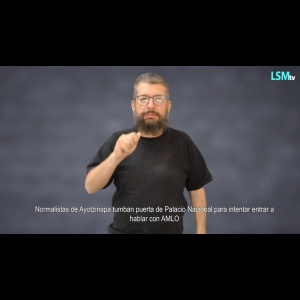 LSMtv
Normalistas de Ayotzinapa tumban puerta de Palacio Nacional para intentar entrar a
hablar con AMLO